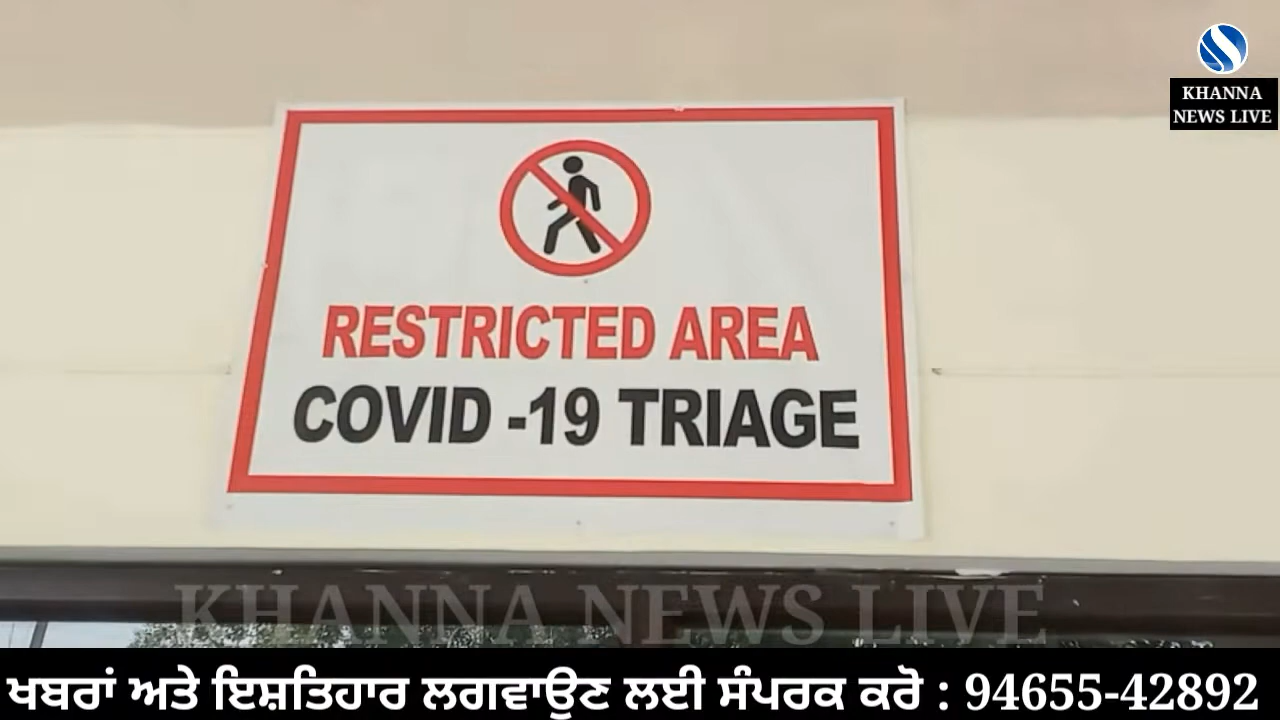 KHANNA
NEWS LIVE
RESTRICTED AREA
COVID -19 TRIAGE
KHANNA NEWS LIVE
ਖਬਰਾਂ ਅਤੇ ਇਸ਼ਤਿਹਾਰ ਲਗਵਾਉਣ ਲਈ ਸੰਪਰਕ ਕਰੋ : 94655-42892